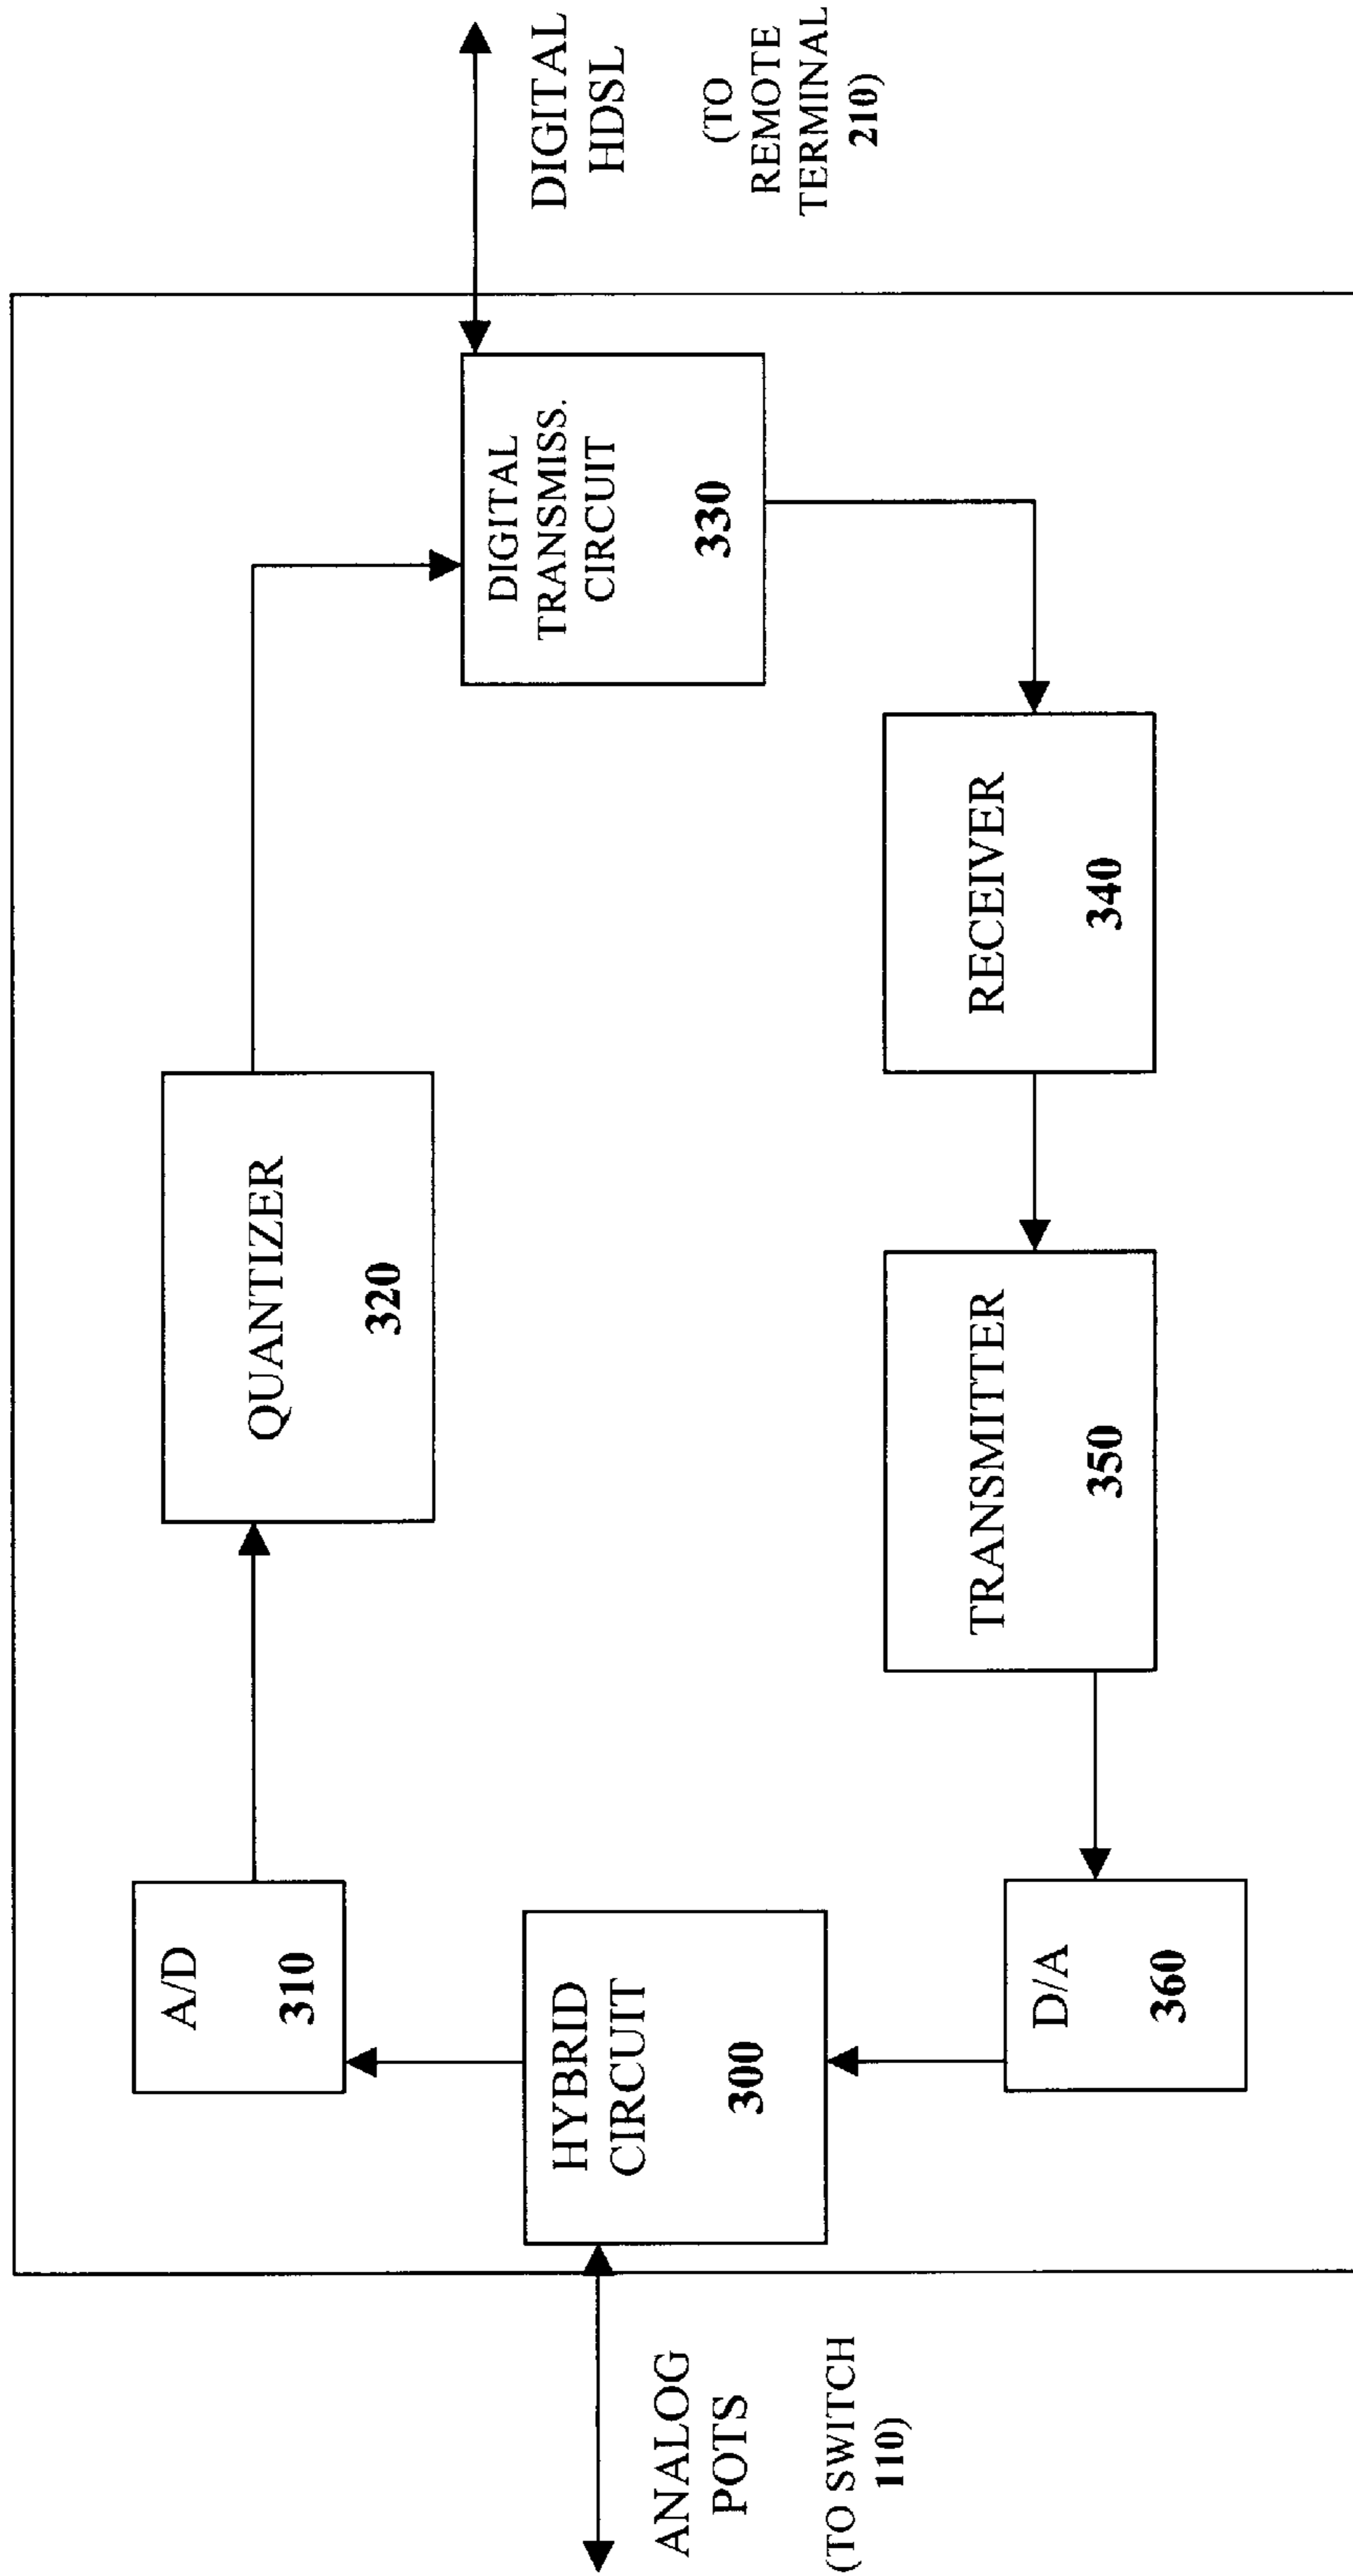 ANALOG
POTS
(TO SWITCH
110)
HYBRID
CIRCUIT
300
A/D
310
QUANTIZER
320
DIGITAL
TRANSMISS.
CIRCUIT
330
RECEIVER
340
TRANSMITTER
350
D/A
360
DIGITAL
HDSL
(TO
REMOTE
TERMINAL
210)